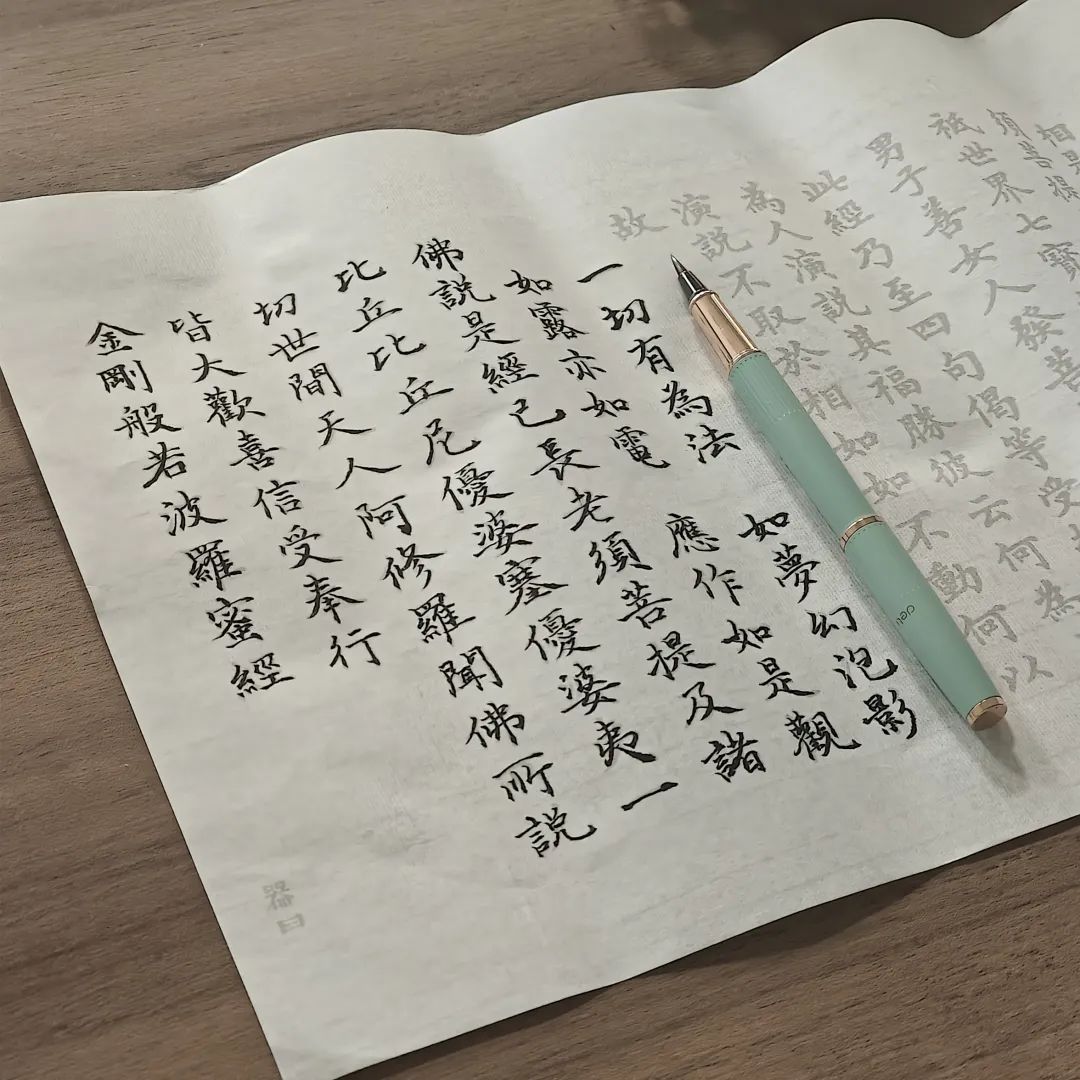 相是
須菩提
祇世界七寶
男子善女人發菩
此經乃至四句偈等受
為人演說其福勝彼云何為
演說不取於相如如不動何以
故
一切有為法 如夢幻泡影
如露亦如電 應作如是觀
佛說是經已長老須菩提及諸
比丘比丘尼優婆塞優婆夷一
切世間天人阿修羅聞佛所說
皆大歡喜信受奉行
金剛般若波羅蜜經
deli